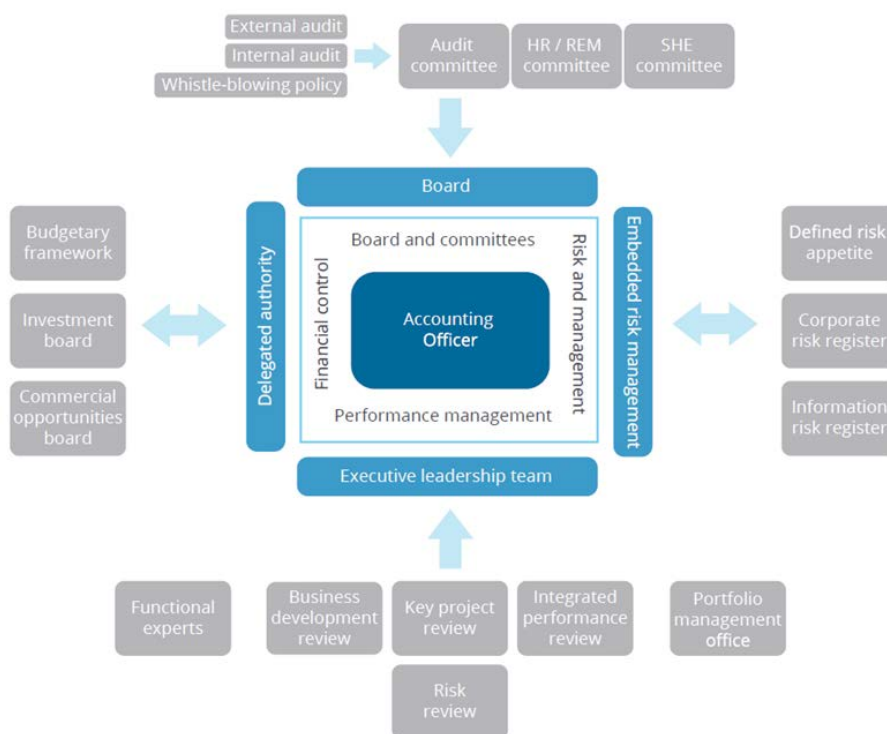 External audit
Internal audit
Whistle-blowing policy
Audit
committee
HR / REM
committee
SHE
committee
Board
Budgetary
framework
Investment
board
Commercial
opportunities
board
Delegated authority
Financial control
Board and committees
Accounting
Officer
Performance management
Risk and management
Embedded risk management
Defined risk
appetite
Corporate
risk register
Information
risk register
Executive leadership team
Functional
experts
Business
development
review
Key project
review
Integrated
performance
review
Portfolio
management
office
Risk
review